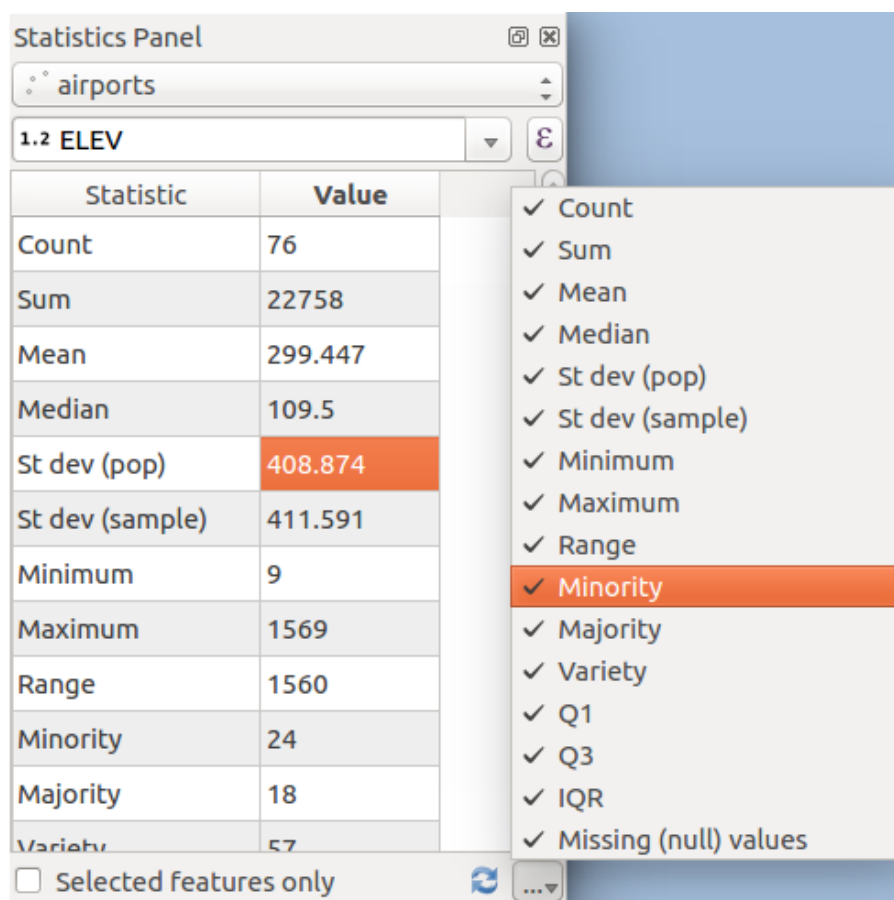 Statistics Panel
airports
1.2 ELEV
ε
Statistic Value
Count 76
Sum 22758
Mean 299.447
Median 109.5
St dev (pop) 408.874
St dev (sample) 411.591
Minimum 9
Maximum 1569
Range 1560
Minority 24
Majority 18
Variety 57
Selected features only
...
Count
Sum
Mean
Median
St dev (pop)
St dev (sample)
Minimum
Maximum
Range
Minority
Majority
Variety
Q1
Q3
IQR
Missing (null) values